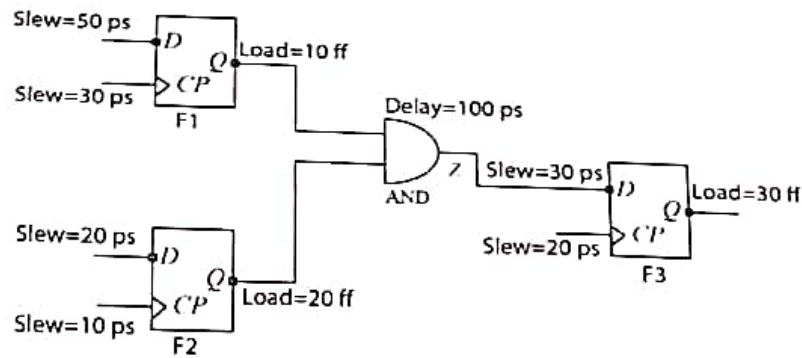 Slew=50 ps
D
Q
Load=10 ff
Slew=30 ps
CP
F1
Delay=100 ps
Z
AND
Slew=30 ps
D
Q
Load=30 ff
Slew=20 ps
CP
F3
Slew=20 ps
D
Q
Load=20 ff
CP
Slew=10 ps
F2